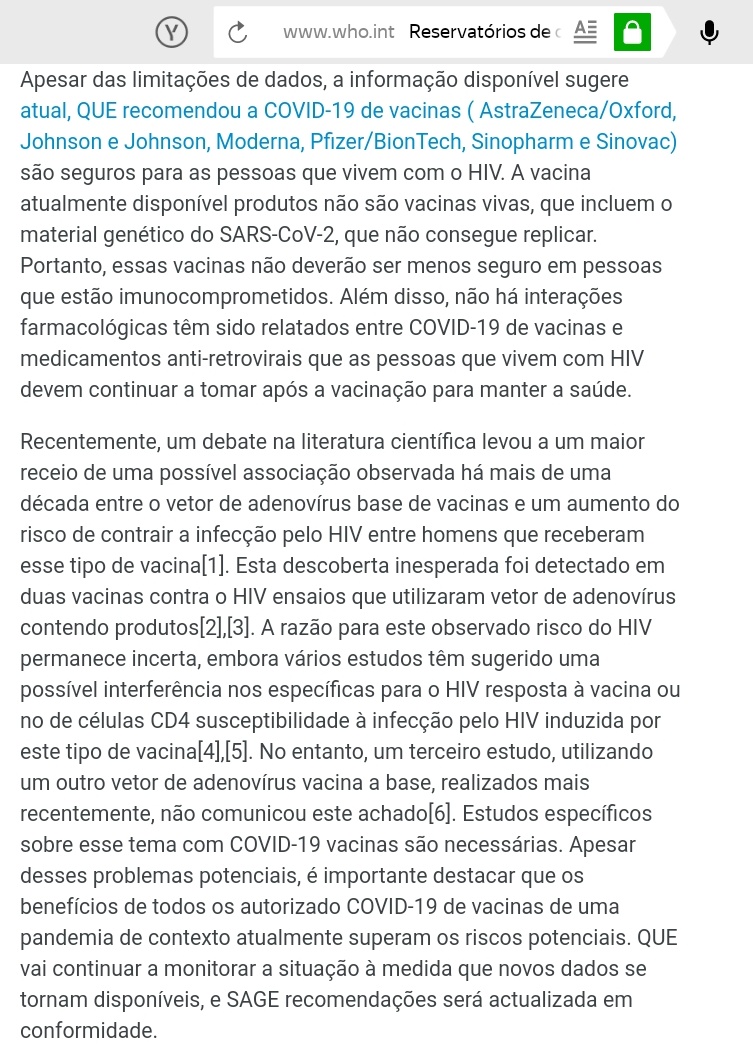 www.who.int Reservatórios de
Apesar das limitações de dados, a informação disponível sugere
atual, QUE recomendou a COVID-19 de vacinas ( AstraZeneca/Oxford,
Johnson e Johnson, Moderna, Pfizer/BionTech, Sinopharm e Sinovac)
são seguros para as pessoas que vivem com o HIV. A vacina
atualmente disponível produtos não são vacinas vivas, que incluem o
material genético do SARS-CoV-2, que não consegue replicar.
Portanto, essas vacinas não deverão ser menos seguro em pessoas
que estão imunocomprometidos. Além disso, não há interações
farmacológicas têm sido relatados entre COVID-19 de vacinas e
medicamentos anti-retrovirais que as pessoas que vivem com HIV
devem continuar a tomar após a vacinação para manter a saúde.
Recentemente, um debate na literatura científica levou a um maior
receio de uma possível associação observada há mais de uma
década entre o vetor de adenovírus base de vacinas e um aumento do
risco de contrair a infecção pelo HIV entre homens que receberam
esse tipo de vacina[1]. Esta descoberta inesperada foi detectado em
duas vacinas contra o HIV ensaios que utilizaram vetor de adenovírus
contendo produtos[2],[3]. A razão para este observado risco do HIV
permanece incerta, embora vários estudos têm sugerido uma
possível interferência nos específicas para o HIV resposta à vacina ou
no de células CD4 susceptibilidade à infecção pelo HIV induzida por
este tipo de vacina[4],[5]. No entanto, um terceiro estudo, utilizando
um outro vetor de adenovírus vacina a base, realizados mais
recentemente, não comunicou este achado[6]. Estudos específicos
sobre esse tema com COVID-19 vacinas são necessárias. Apesar
desses problemas potenciais, é importante destacar que os
benefícios de todos os autorizado COVID-19 de vacinas de uma
pandemia de contexto atualmente superam os riscos potenciais. QUE
vai continuar a monitorar a situação à medida que novos dados se
tornam disponíveis, e SAGE recomendações será actualizada em
conformidade.